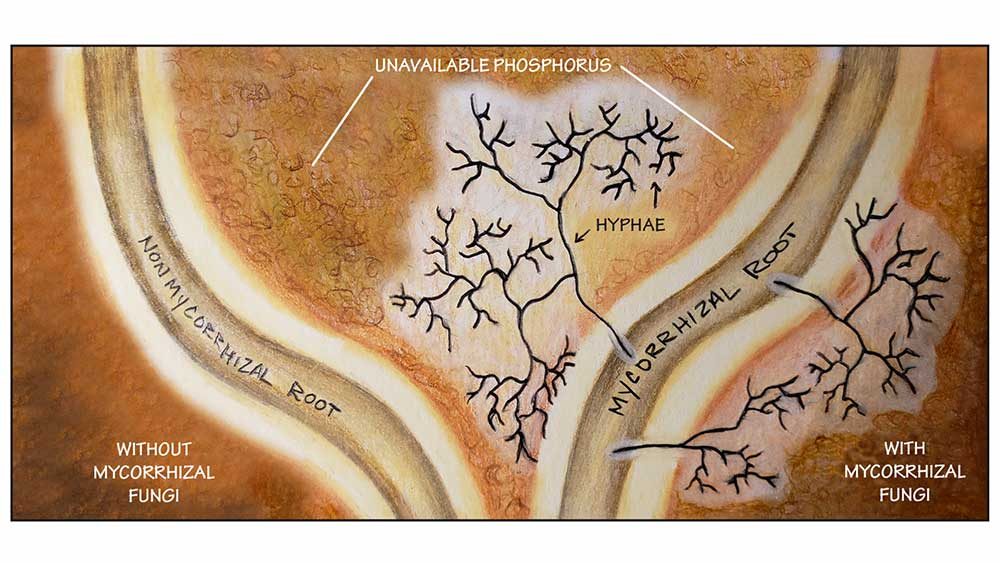 UNAVAILABLE PHOSPHORUS
HYPHAE
NON MYCORRHIZAL ROOT
MYCORRHIZAL ROOT
WITHOUT
MYCORRHIZAL
FUNGI
WITH
MYCORRHIZAL
FUNGI